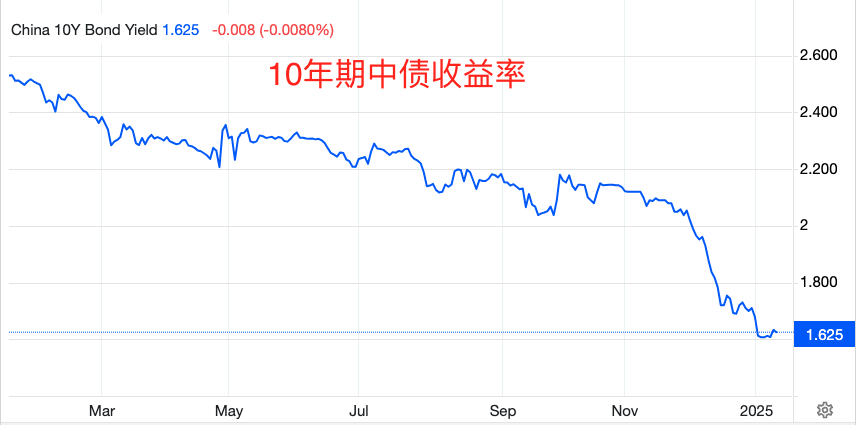 China 10Y Bond Yield 1.625 -0.008 (-0.0080%)
10年期中债收益率
2.600
2.400
2.200
2
1.800
1.625
Mar May Jul Sep Nov 2025